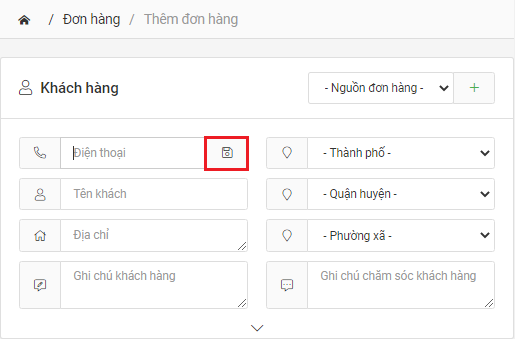 / Đơn hàng / Thêm đơn hàng
Khách hàng
- Nguồn đơn hàng -
Điện thoại
- Thành phố -
Tên khách
- Quận huyện -
Địa chỉ
- Phường xã -
Ghi chú khách hàng
Ghi chú chăm sóc khách hàng